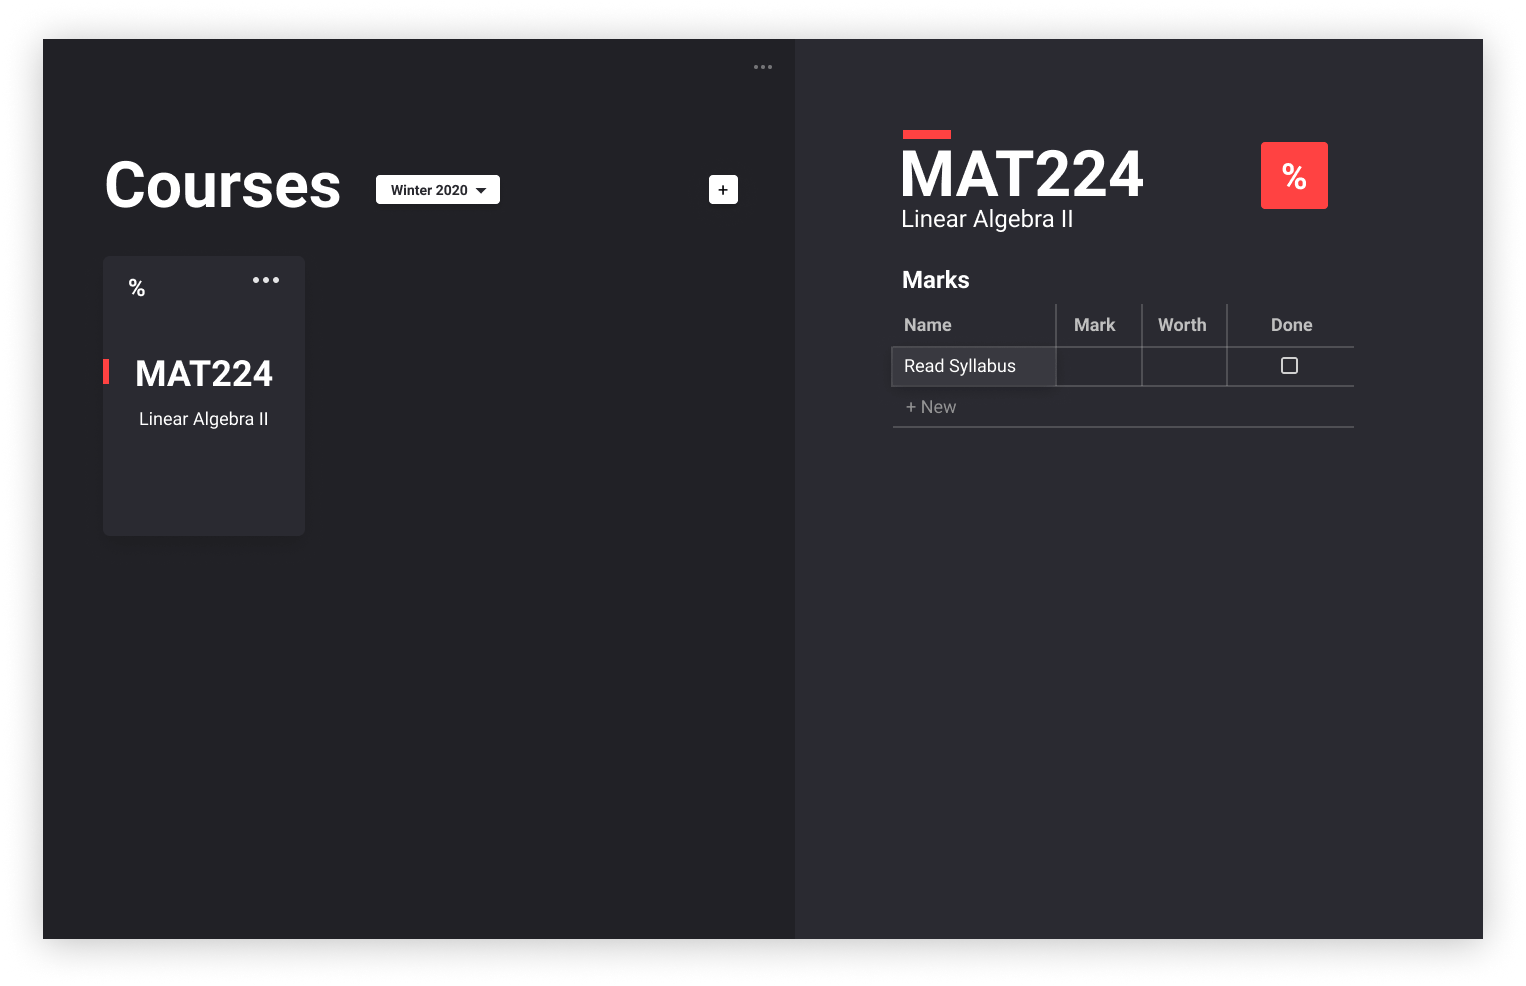 Courses
Winter 2020
+
%
MAT224
Linear Algebra II
MAT224
Linear Algebra II
%
Marks
Name Mark Worth Done
Read Syllabus
+ New